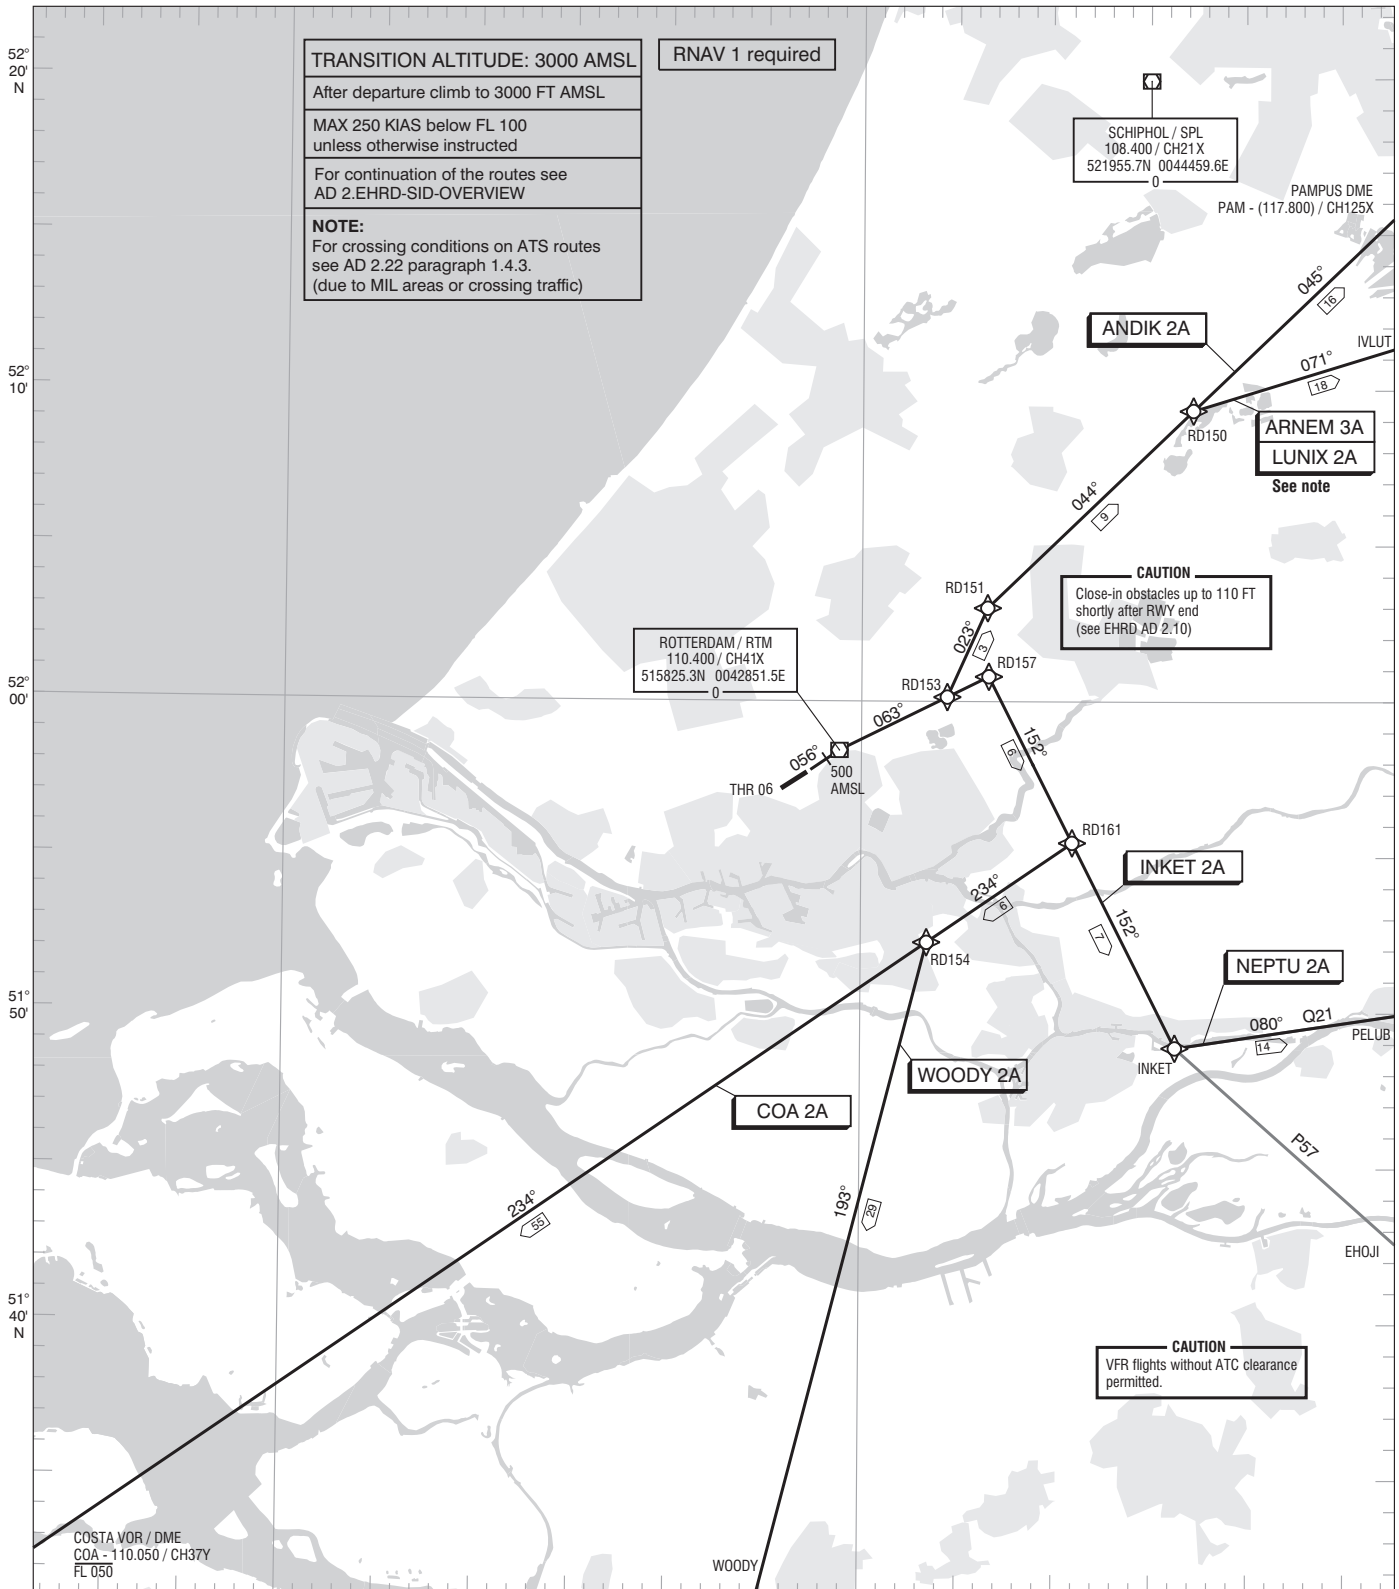 52°
20'
N
TRANSITION ALTITUDE: 3000 AMSL
After departure climb to 3000 FT AMSL
MAX 250 KIAS below FL 100
unless otherwise instructed
For continuation of the routes see
AD 2.EHRD-SID-OVERVIEW
NOTE:
For crossing conditions on ATS routes
see AD 2.22 paragraph 1.4.3.
(due to MIL areas or crossing traffic)
RNAV 1 required
SCHIPHOL / SPL
108.400 / CH21X
521955.7N 0044459.6E
0
PAMPUS DME
PAM - (117.800) / CH125X
045°
16
ANDIK 2A
IVLUT
071°
18
52°
10'
RD150
ARNEM 3A
LUNIX 2A
See note
044°
9
CAUTION
Close-in obstacles up to 110 FT
shortly after RWY end
(see EHRD AD 2.10)
RD151
023°
3
ROTTERDAM / RTM
110.400 / CH41X
515825.3N 0042851.5E
0
RD157
RD153
52°
00'
063°
056°
500
AMSL
THR 06
152°
9
RD161
INKET 2A
234°
6
152°
7
RD154
NEPTU 2A
51°
50'
080°
Q21
14
PELUB
INKET
WOODY 2A
COA 2A
P57
234°
55
193°
29
EHOJI
51°
40'
N
CAUTION
VFR flights without ATC clearance
permitted.
COSTA VOR / DME
COA - 110.050 / CH37Y
FL 050
WOODY